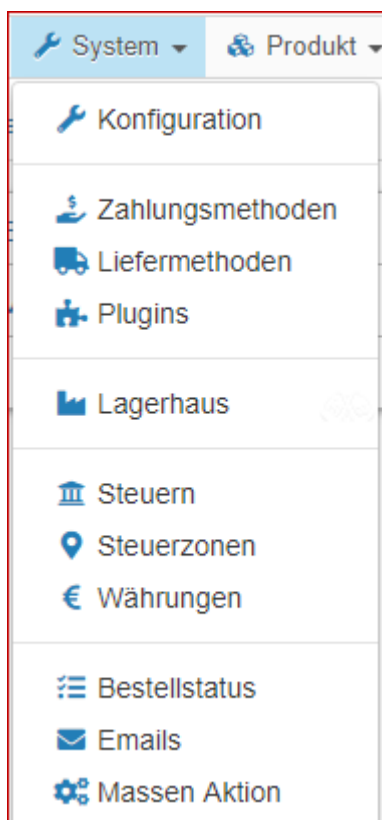 System Produkt
Konfiguration
Zahlungsmethoden
Liefermethoden
Plugins
Lagerhaus
Steuern
Steuerzonen
Währungen
Bestellstatus
Emails
Massen Aktion